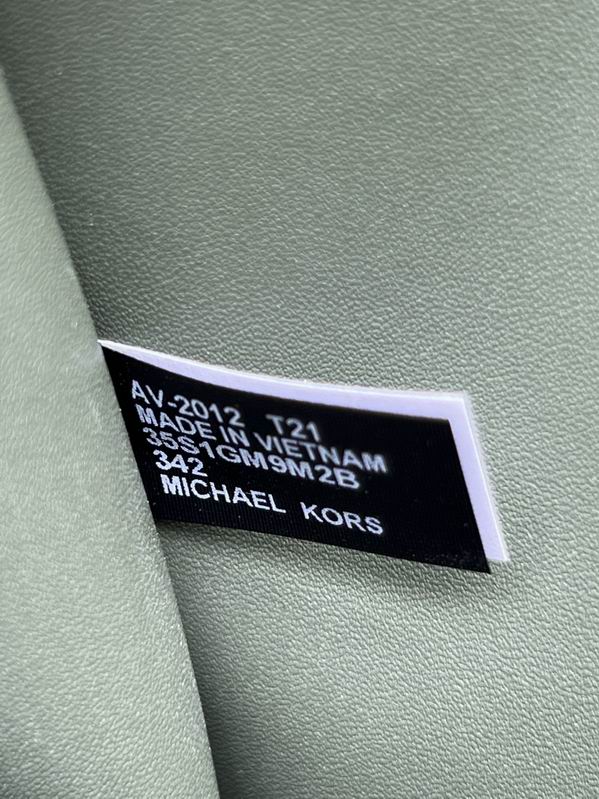 AV-2012 T21
MADE IN VIETNAM
35S1GM9M2B
342
MICHAEL KORS